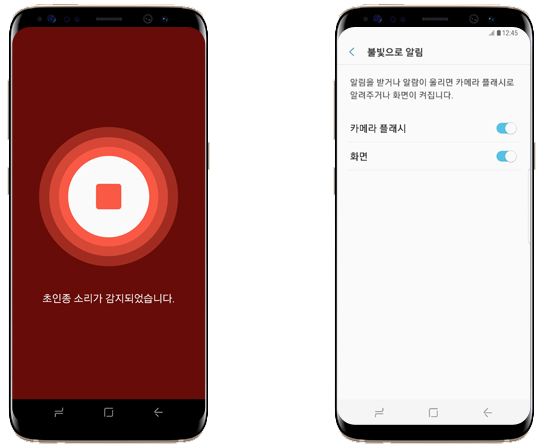 초인종 소리가 감지되었습니다.
12:45
불빛으로 알림
알림을 받거나 알람이 울리면 카메라 플래시로
알려주거나 화면이 켜집니다.
카메라 플래시
화면